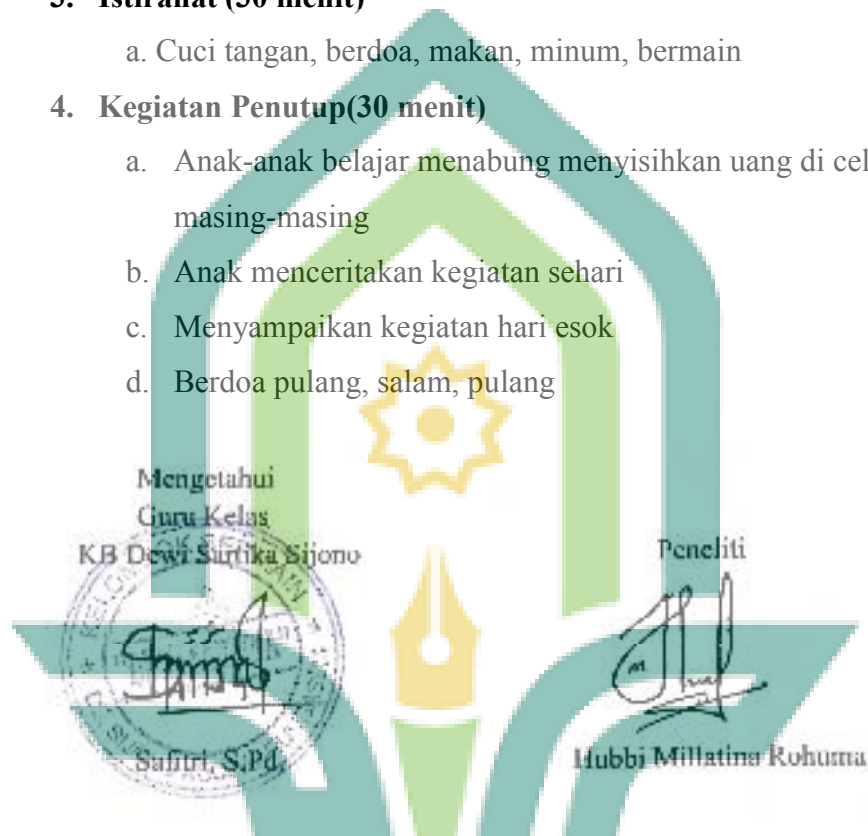 3. Istirahat (30 menit)
a. Cuci tangan, berdoa, makan, minum, bermain
4. Kegiatan Penutup(30 menit)
a. Anak-anak belajar menabung menyisihkan uang di cel
masing-masing
b. Anak menceritakan kegiatan sehari
c. Menyampaikan kegiatan hari esok
d. Berdoa pulang, salam, pulang
Mengetahui
Guru Kelas
KB Dewi Sartika Sijono
Peneliti
Safitri, S.Pd.
Hubbi Millatina Rohuma